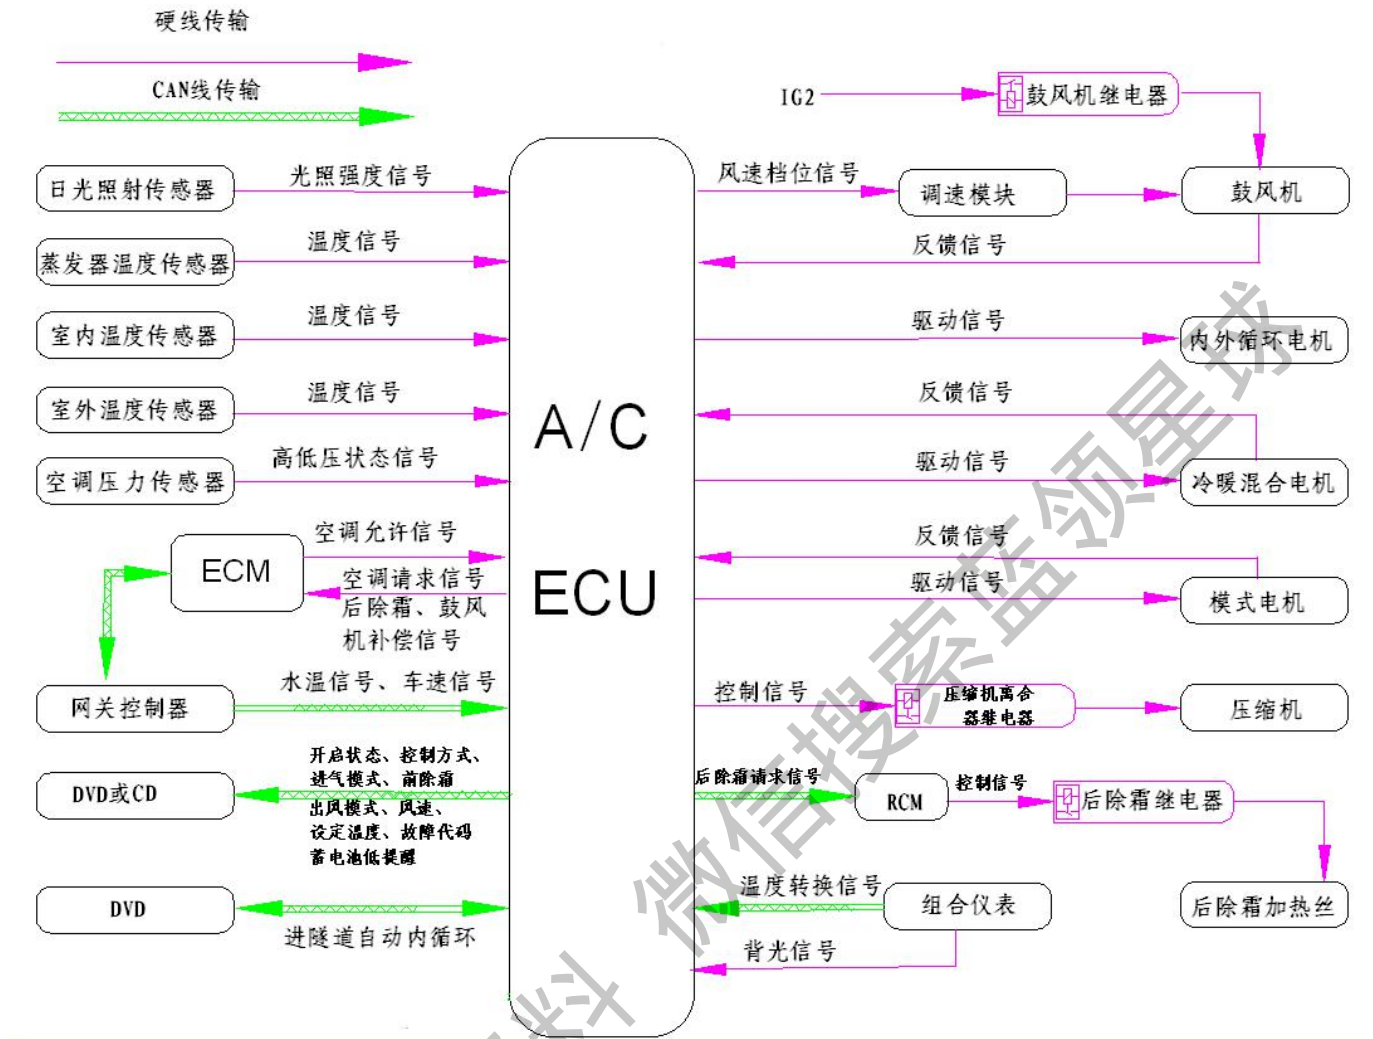 硬线传输
CAN线传输
IG2
鼓风机继电器
日光照射传感器
光照强度信号
风速档位信号
调速模块
鼓风机
蒸发器温度传感器
温度信号
反馈信号
室内温度传感器
温度信号
驱动信号
内外循环电机
室外温度传感器
温度信号
反馈信号
A/C
ECU
空调压力传感器
高低压状态信号
驱动信号
冷暖混合电机
ECM
空调允许信号
空调请求信号
后除霜、鼓风
机补偿信号
反馈信号
驱动信号
模式电机
网关控制器
水温信号、车速信号
控制信号
压缩机离合
器继电器
压缩机
DVD或CD
开启状态、控制方式、
进气模式、前除霜
出风模式、风速、
设定温度、故障代码
蓄电池低提醒
后除霜请求信号
RCM
控制信号
后除霜继电器
后除霜加热丝
DVD
进隧道自动内循环
温度转换信号
组合仪表
背光信号
料 微信搜索蓝领星球